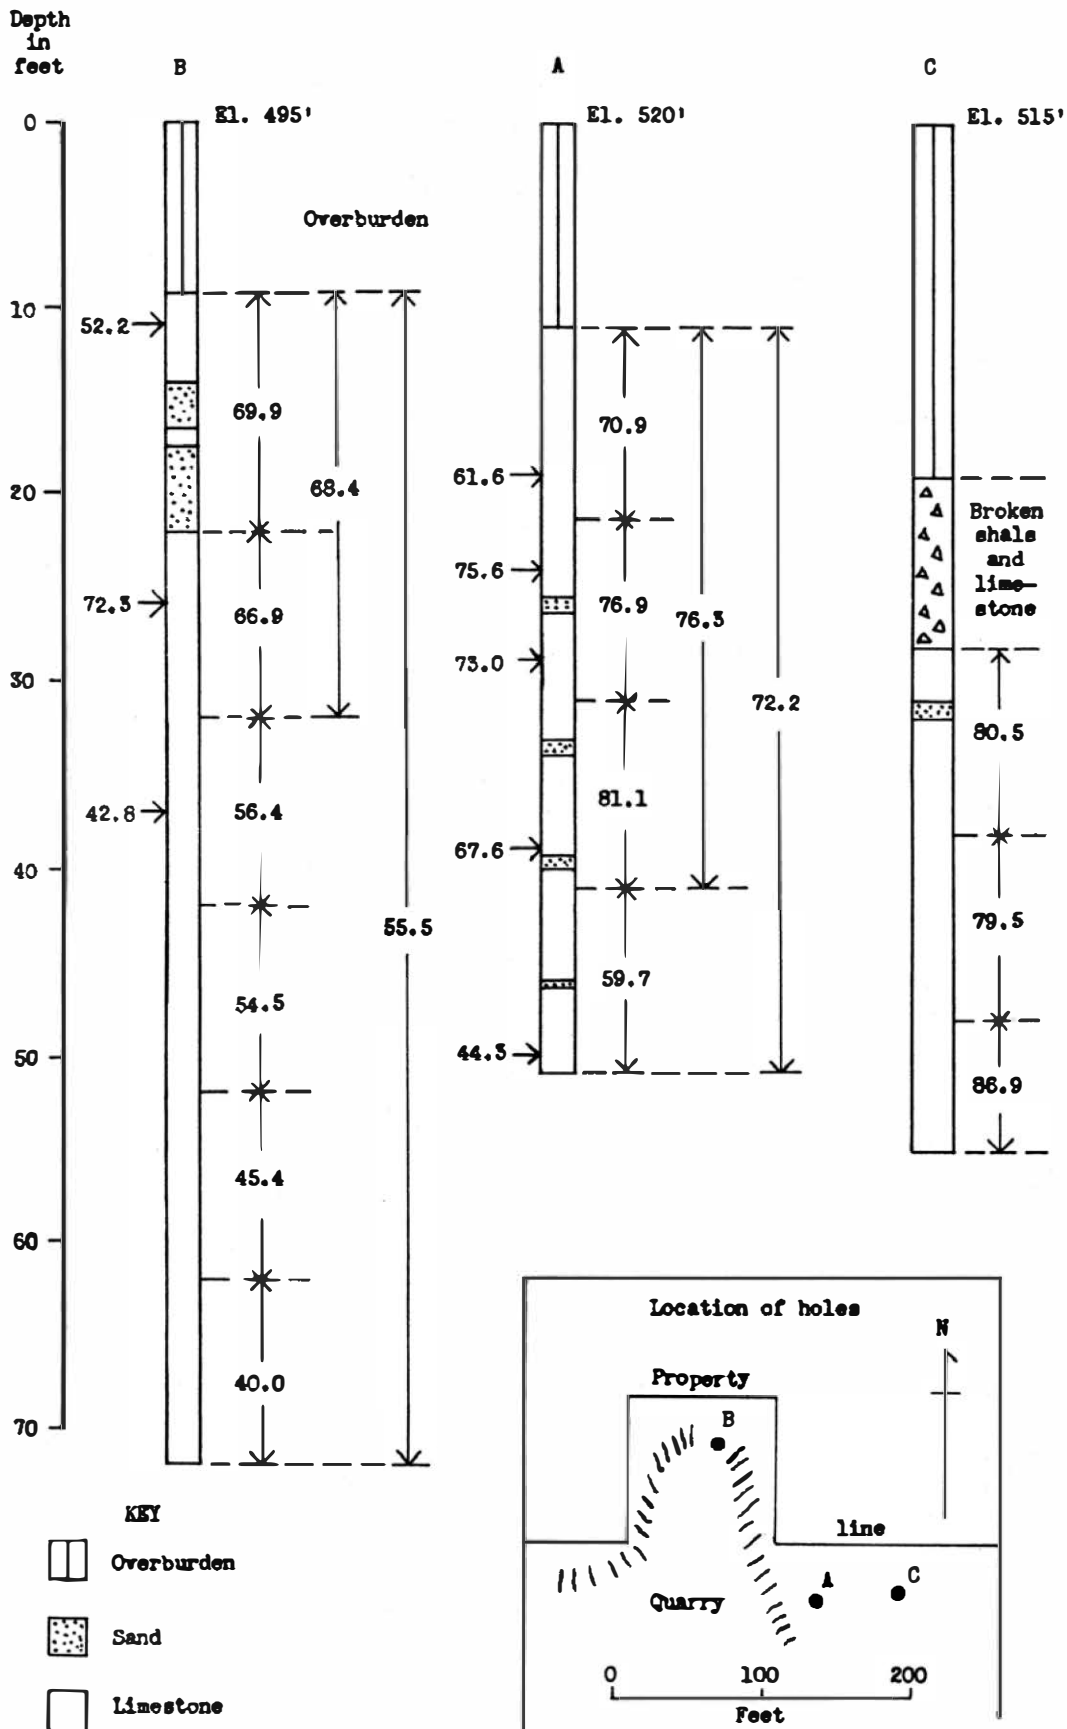 Depth
in
feet
B
A
C
El. 495'
El. 520'
El. 515'
0
10
20
30
40
50
60
70
Overburden
52.2
72.3
42.8
69.9
66.9
56.4
54.5
45.4
40.0
68.4
55.5
61.6
75.6
73.0
67.6
44.3
70.9
76.9
81.1
59.7
76.3
72.2
Broken
shale
and
lime-
stone
80.5
79.5
86.9
KEY
Overburden
Sand
Limestone
Location of holes
N
Property
B
line
A
C
Quarry
0 100 200
Feet